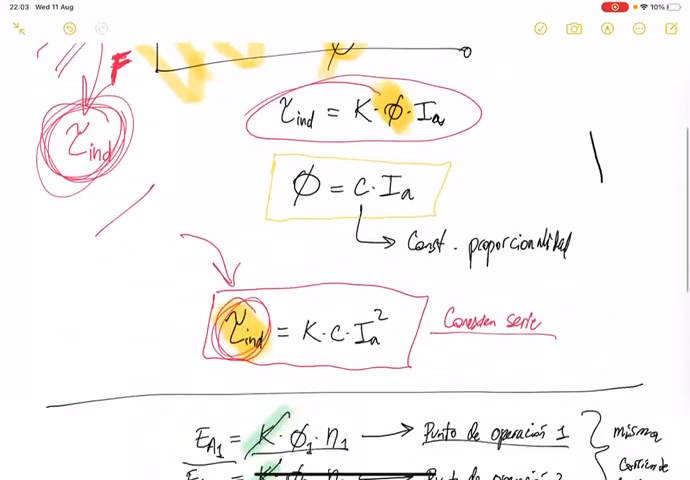 22:03 Wed 11 Aug
10%
F
τind
τind = K · ϕ · Ia
ϕ = c · Ia
Const. proporcionalidad
τind = K · c · Ia²
Conexión serie
EA1 = K · ϕ1 · n1 → Punto de operación 1
misma
Corriente